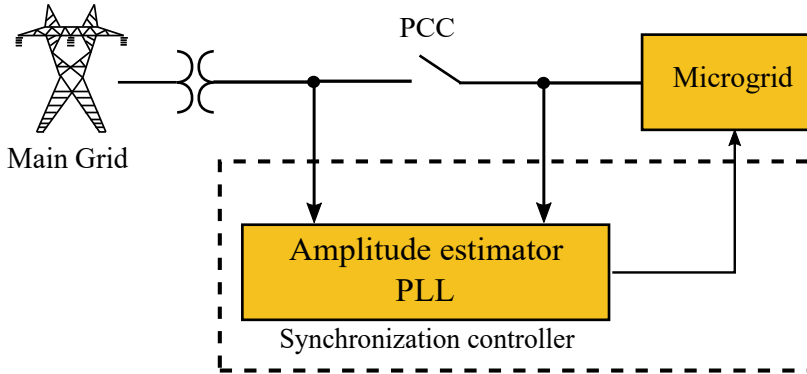 PCC
Microgrid
Main Grid
Amplitude estimator
PLL
Synchronization controller